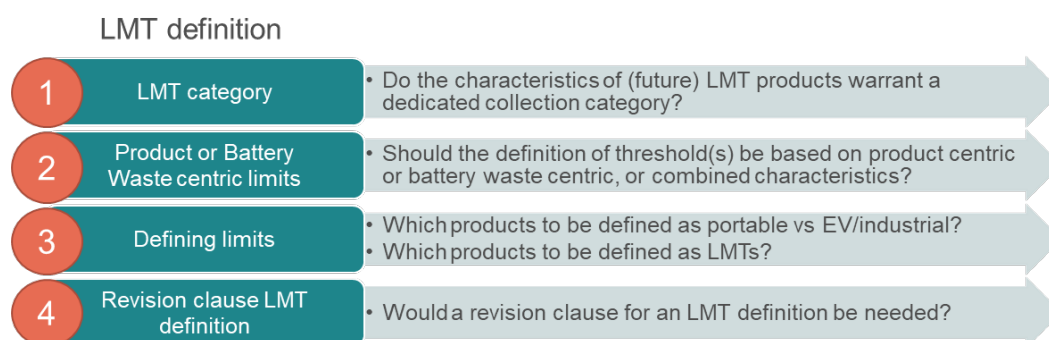 LMT definition
1
LMT category
• Do the characteristics of (future) LMT products warrant a
dedicated collection category?
2
Product or Battery
Waste centric limits
• Should the definition of threshold(s) be based on product centric
or battery waste centric, or combined characteristics?
3
Defining limits
• Which products to be defined as portable vs EV/industrial?
• Which products to be defined as LMTs?
4
Revision clause LMT
definition
• Would a revision clause for an LMT definition be needed?